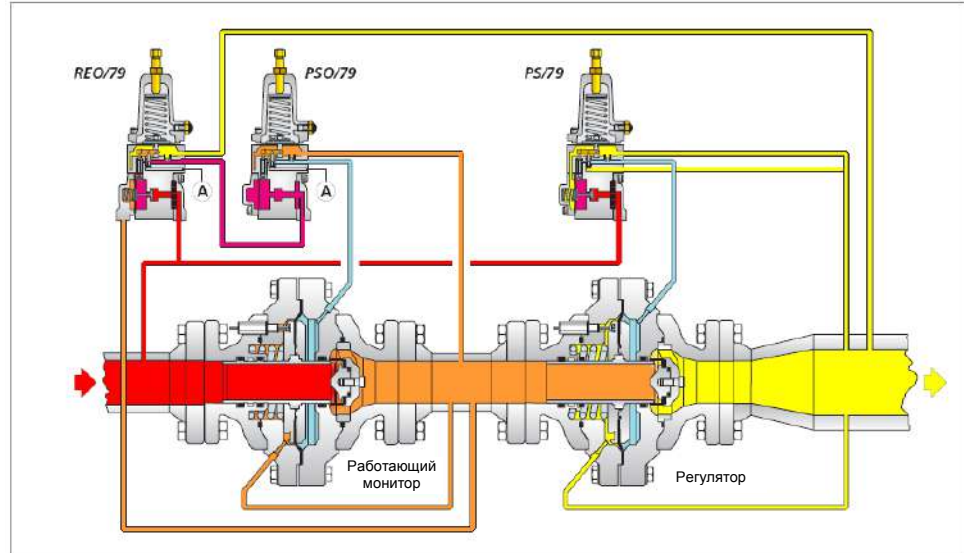 REO/79
PSO/79
PS/79
A
A
Работающий
монитор
Регулятор